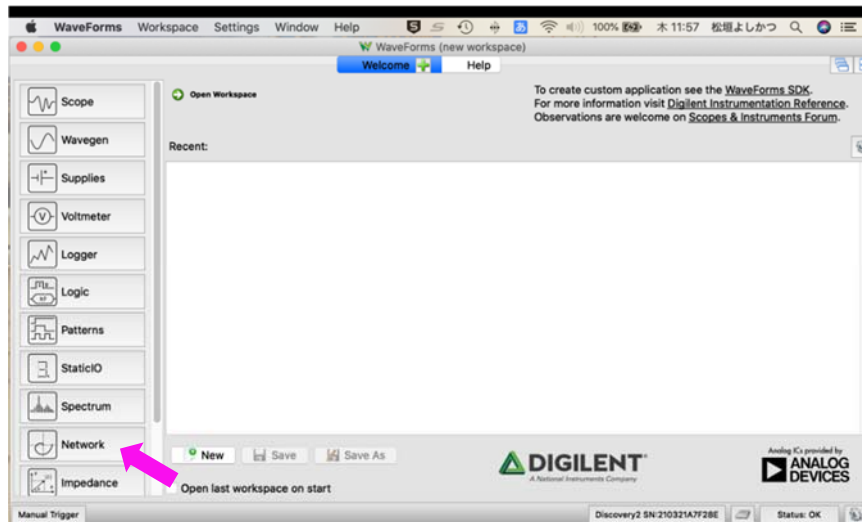 WaveForms Workspace Settings Window Help 100% 木 11:57 松垣よしかつ
WaveForms (new workspace)
Welcome Help
Scope
Wavegen
Supplies
Voltmeter
Logger
Logic
Patterns
StaticIO
Spectrum
Network
Impedance
Open Workspace
To create custom application see the WaveForms SDK.
For more information visit Digilent Instrumentation Reference.
Observations are welcome on Scopes & Instruments Forum.
Recent:
New Save Save As
Open last workspace on start
DIGILENT
A National Instruments Company
Analog ICs provided by
ANALOG
DEVICES
Manual Trigger Discovery2 SN:210321A7F28E Status: OK